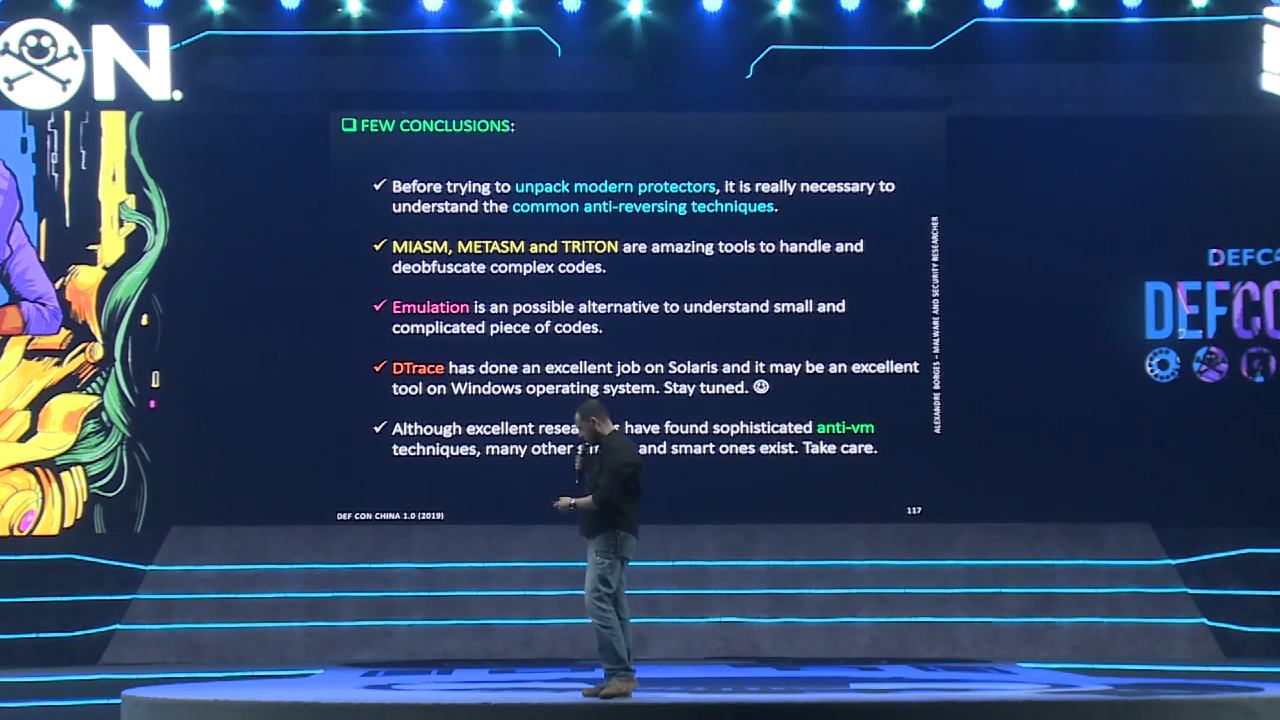 ON.
FEW CONCLUSIONS:
Before trying to unpack modern protectors, it is really necessary to
understand the common anti-reversing techniques.
MIASM, METASM and TRITON are amazing tools to handle and
deobfuscate complex codes.
Emulation is an possible alternative to understand small and
complicated piece of codes.
DTrace has done an excellent job on Solaris and it may be an excellent
tool on Windows operating system. Stay tuned. ☺
Although excellent have found sophisticated anti-vm
techniques, many other and smart ones exist. Take care.
ALEXANDRE BORGES – MALWARE AND SECURITY RESEARCHER
DEF CON CHINA 1.0 (2019)
117
DEFC
DEFCO